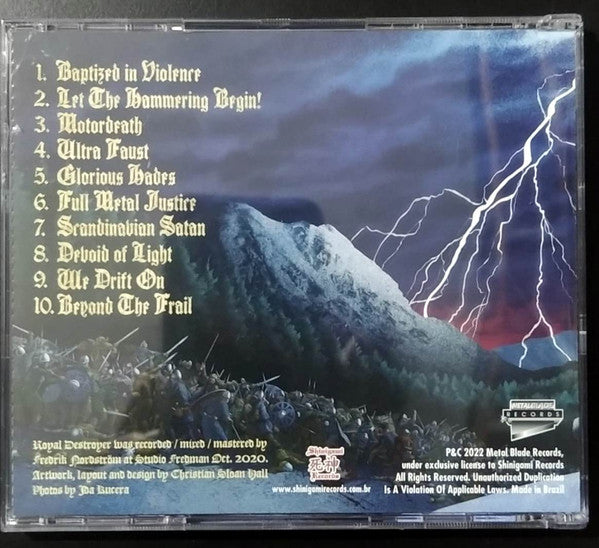 1. Baptized in Violence
2. Let The Hammering Begin!
3. Motordeath
4. Ultra Faust
5. Glorious Hades
6. Full Metal Justice
7. Scandinavian Satan
8. Devoid of Light
9. We Drift On
10. Beyond The Frail
Royal Destroyer was recorded / mixed / mastered by
Fredrik Nordström at Studio Fredman Oct. 2020.
Artwork, layout and design by Christian Sloan Hall
Photos by Ida Kucera
Shinigami
Records
www.shinigamirecords.com.br
METALBLADE
RECORDS
P&C 2022 Metal Blade Records,
under exclusive license to Shinigami Records
All Rights Reserved. Unauthorized Duplication
Is A Violation Of Applicable Laws. Made in Brazil